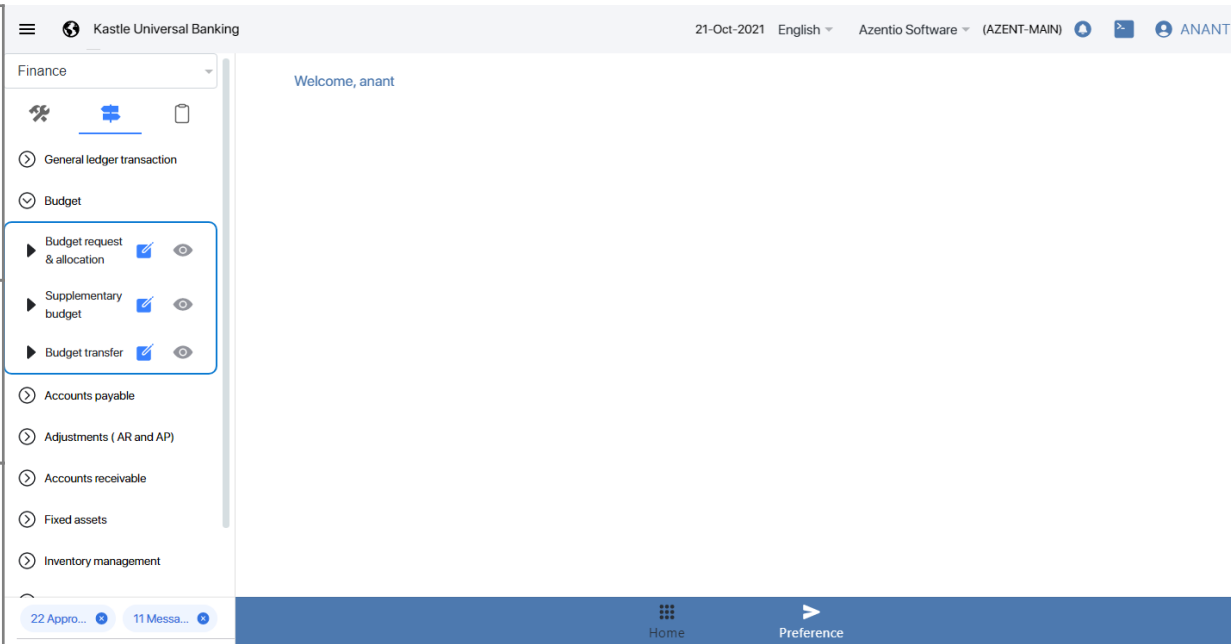 Kastle Universal Banking
21-Oct-2021 English Azentio Software (AZENT-MAIN) ANANT
Finance
Welcome, anant
General ledger transaction
Budget
Budget request
& allocation
Supplementary
budget
Budget transfer
Accounts payable
Adjustments ( AR and AP)
Accounts receivable
Fixed assets
Inventory management
22 Appro... 11 Messa...
Home
Preference